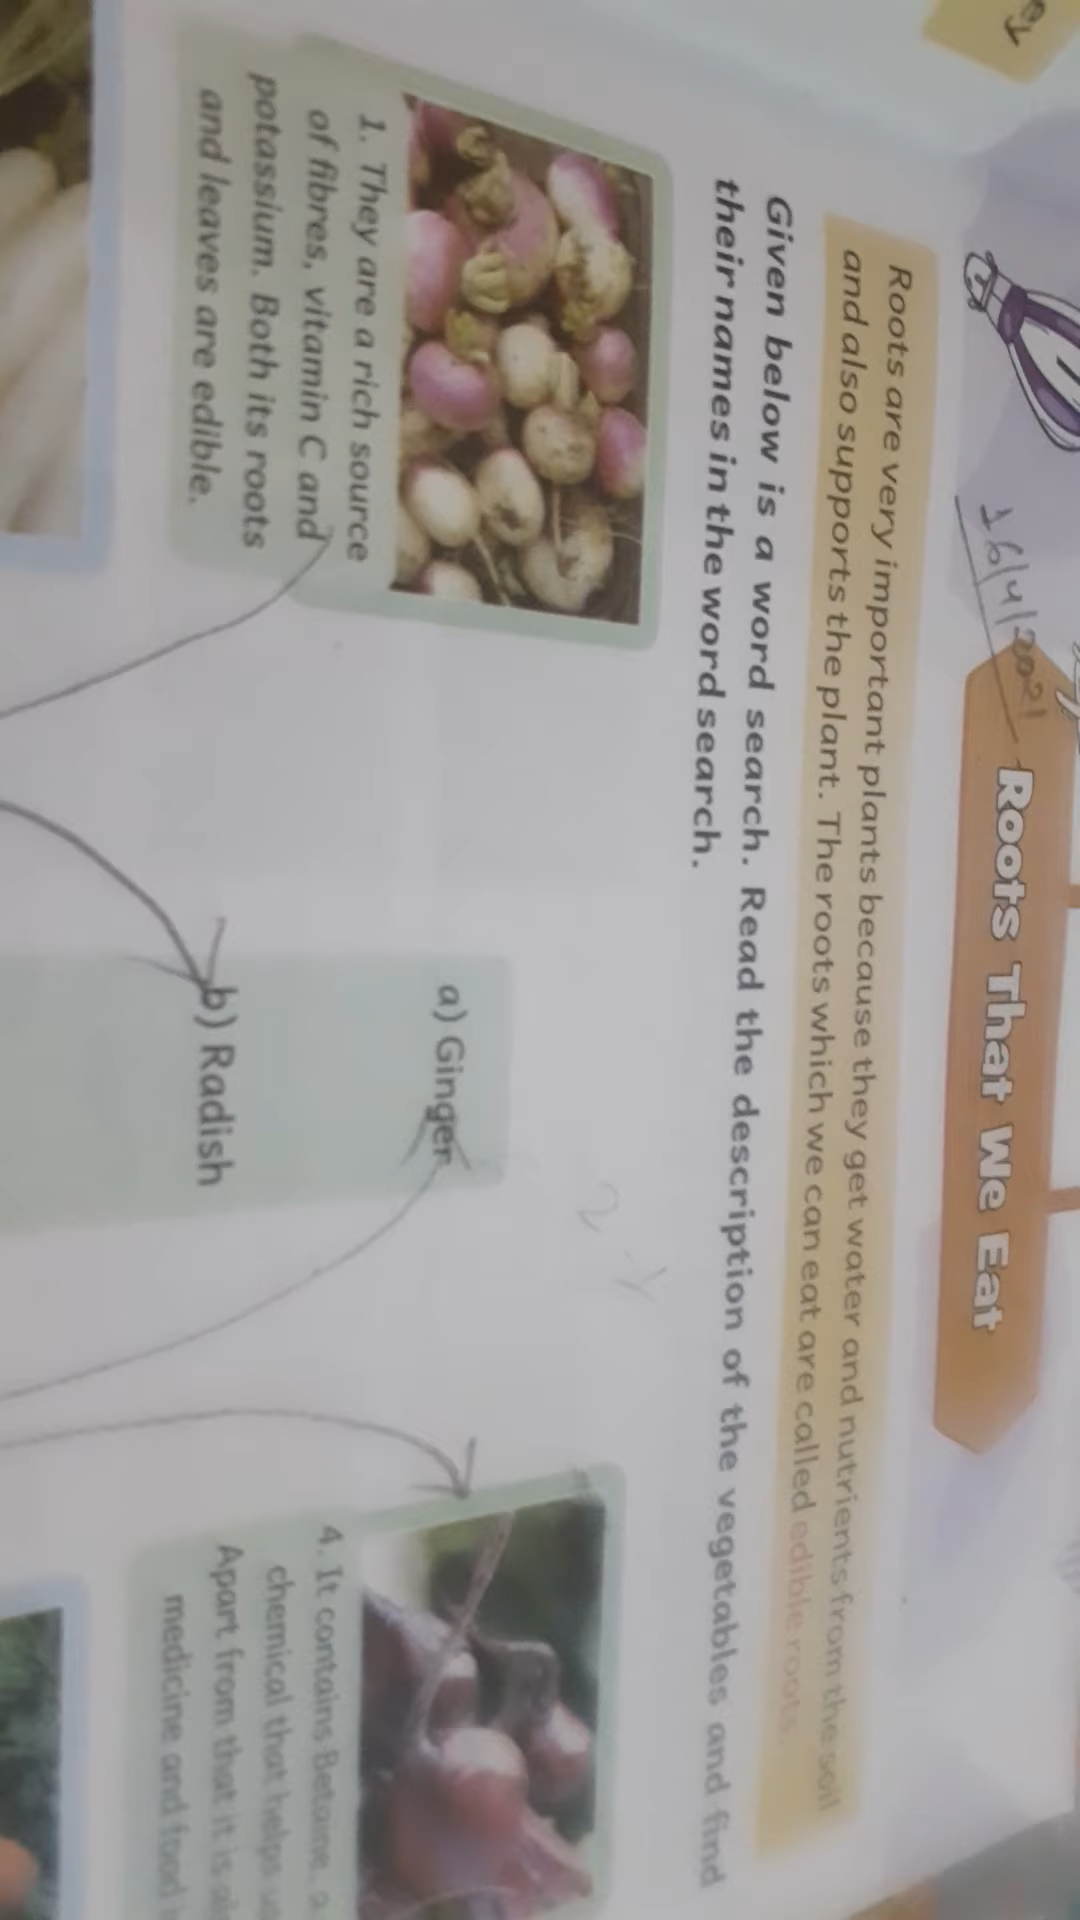 16/4/2021
Roots That We Eat
Roots are very important plants because they get water and nutrients from the soil
and also supports the plant. The roots which we can eat are called edible roots.
Given below is a word search. Read the description of the vegetables and find
their names in the word search.
1. They are a rich source
of fibres, vitamin C and
potassium. Both its roots
and leaves are edible.
a) Ginger
b) Radish
4. It contains Betaine, a
chemical that helps
Apart from that it is
medicine and food